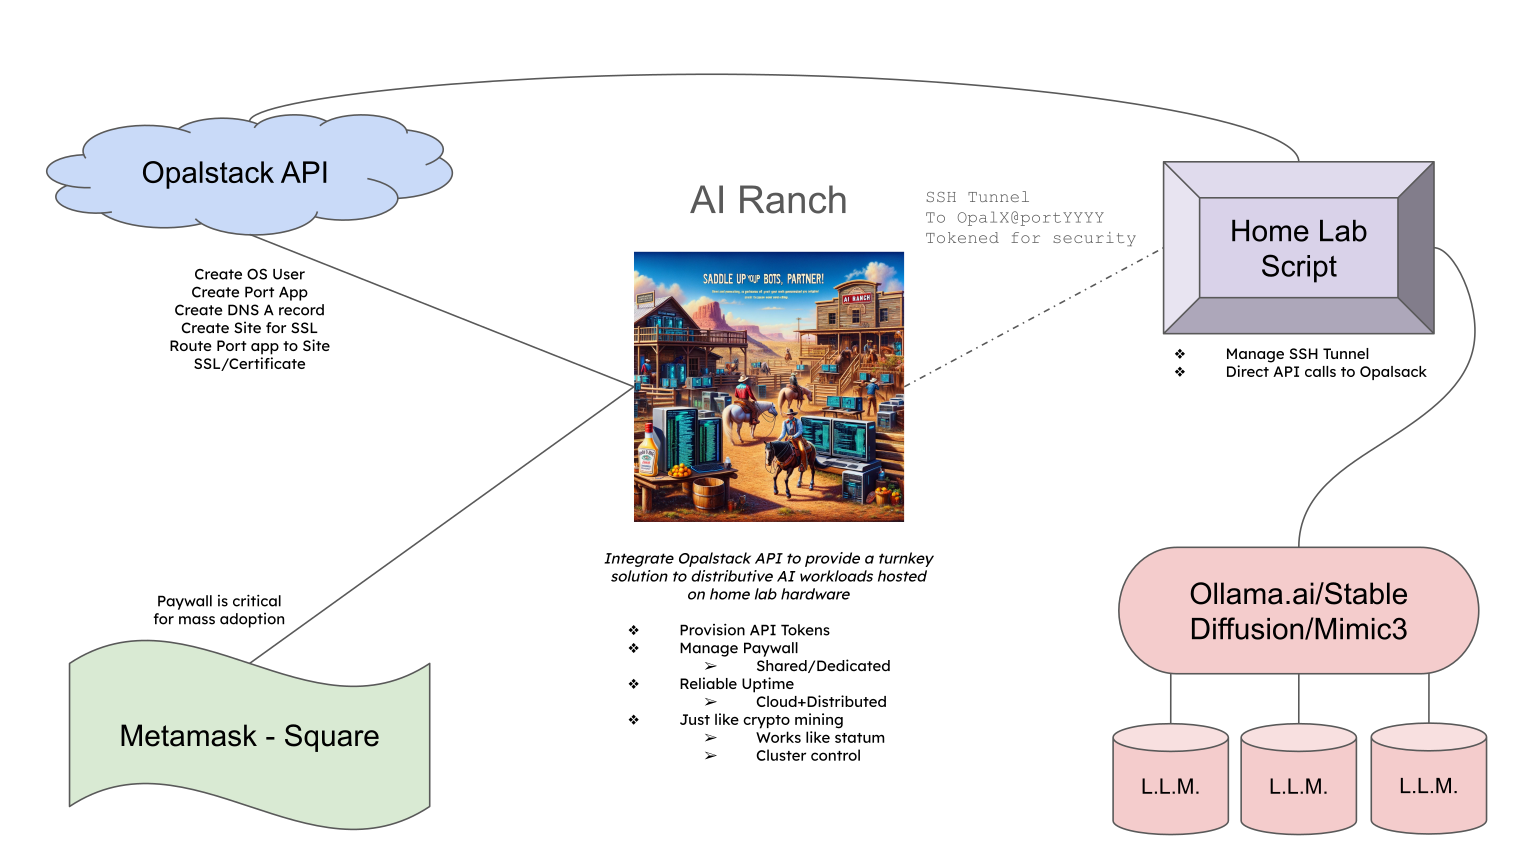 Opalstack API
Create OS User
Create Port App
Create DNS A record
Create Site for SSL
Route Port app to Site
SSL/Certificate
Paywall is critical
for mass adoption
Metamask - Square
AI Ranch
SADDLE UP YOUP BOTS, PARTNER!
AI RANCH
Integrate Opalstack API to provide a turnkey
solution to distributive AI workloads hosted
on home lab hardware
❖ Provision API Tokens
❖ Manage Paywall
➢ Shared/Dedicated
❖ Reliable Uptime
➢ Cloud+Distributed
❖ Just like crypto mining
➢ Works like statum
➢ Cluster control
SSH Tunnel
To OpalX@portYYYY
Tokened for security
Home Lab
Script
❖ Manage SSH Tunnel
❖ Direct API calls to Opalsack
Ollama.ai/Stable
Diffusion/Mimic3
L.L.M.
L.L.M.
L.L.M.